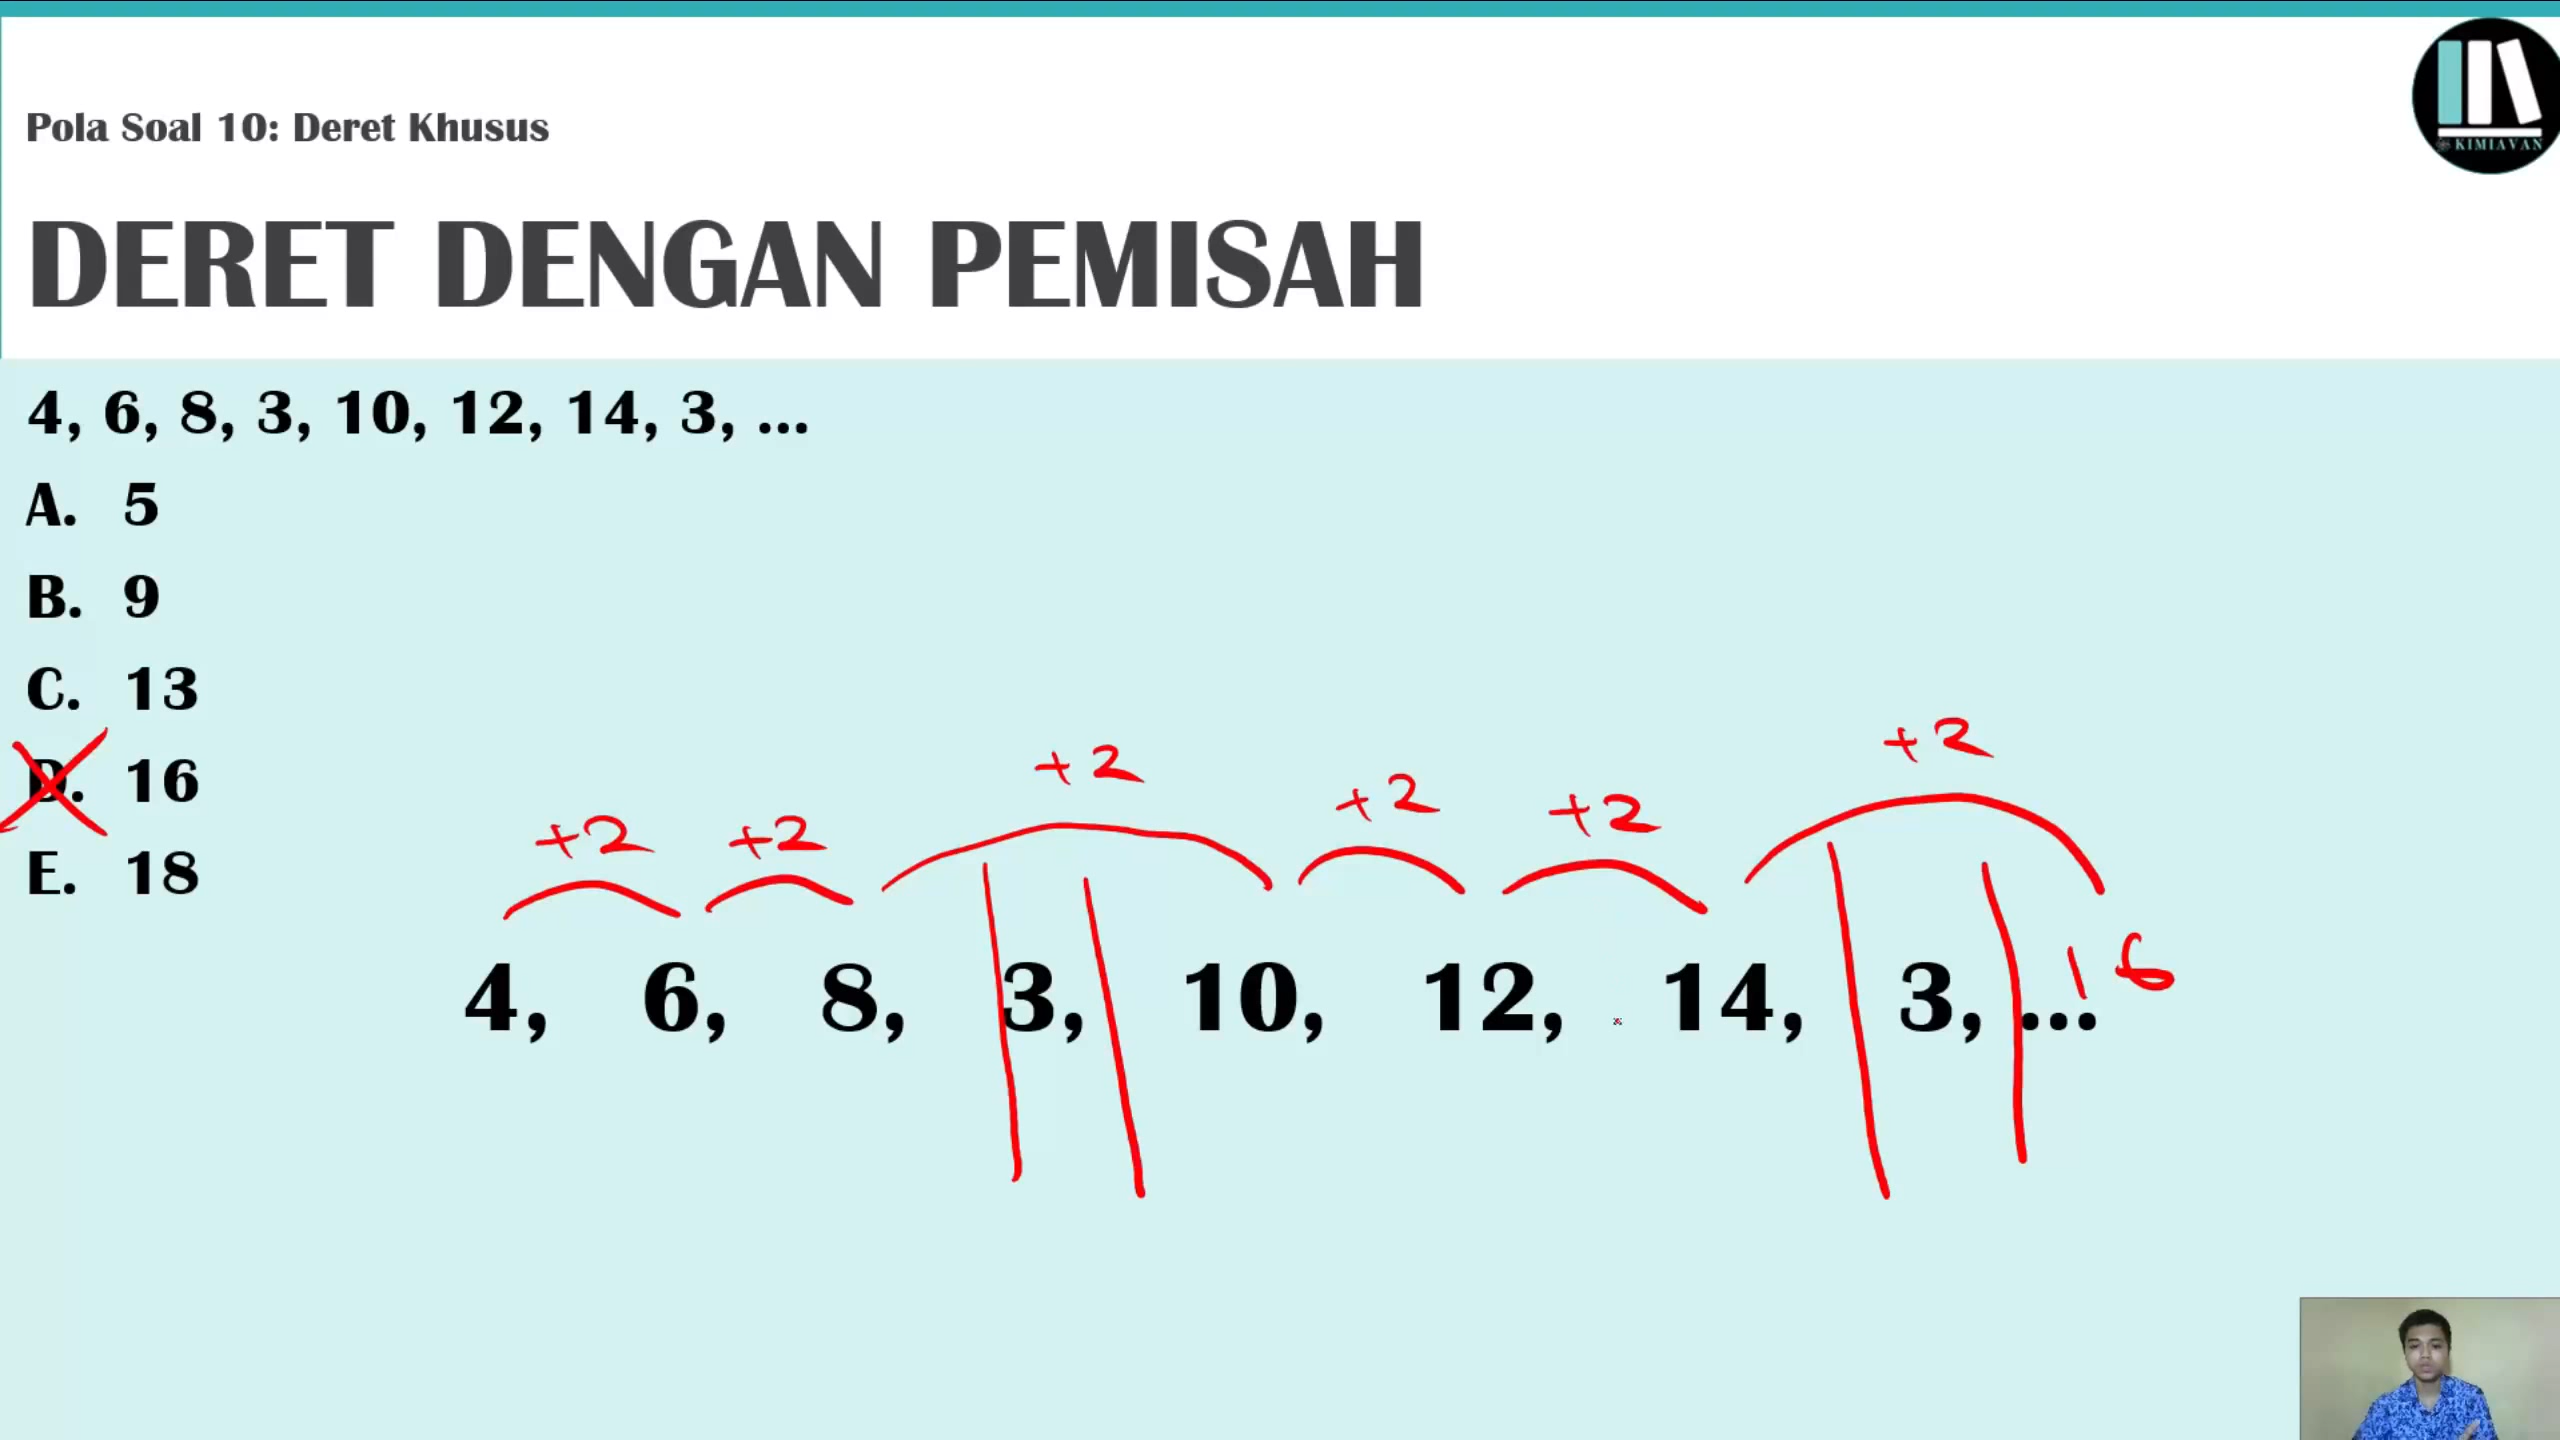 KIMIAVAN
Pola Soal 10: Deret Khusus
DERET DENGAN PEMISAH
4, 6, 8, 3, 10, 12, 14, 3, ...
A. 5
B. 9
C. 13
D. 16
E. 18
+2 +2 +2 +2 +2 +2
4, 6, 8, 3, 10, 12, 14, 3, ... 16